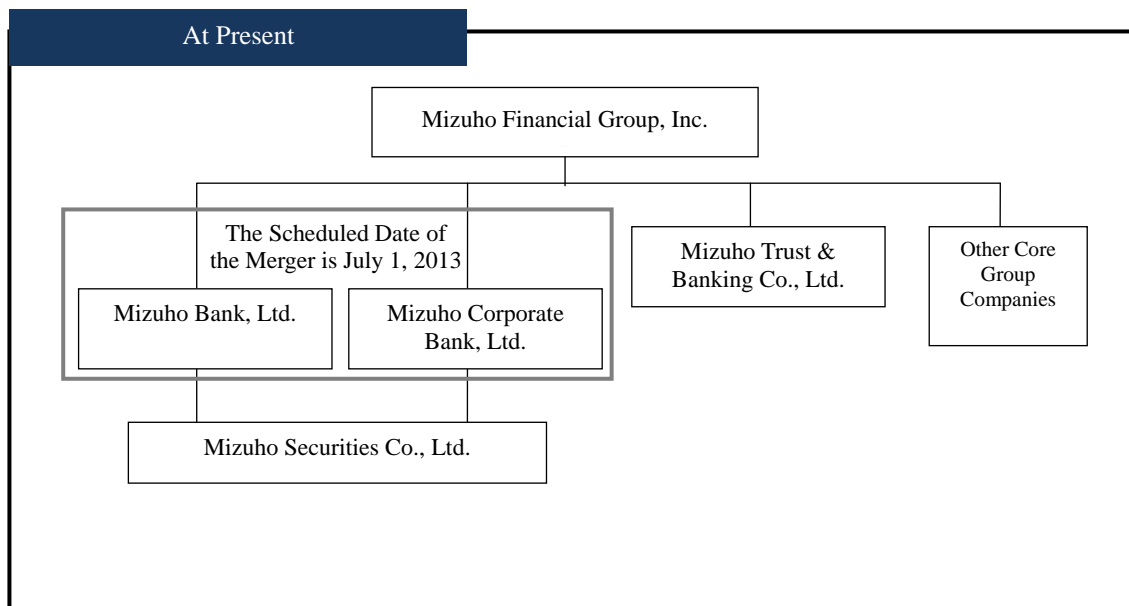 At Present
Mizuho Financial Group, Inc.
The Scheduled Date of
the Merger is July 1, 2013
Mizuho Bank, Ltd.
Mizuho Corporate
Bank, Ltd.
Mizuho Trust &
Banking Co., Ltd.
Other Core
Group
Companies
Mizuho Securities Co., Ltd.